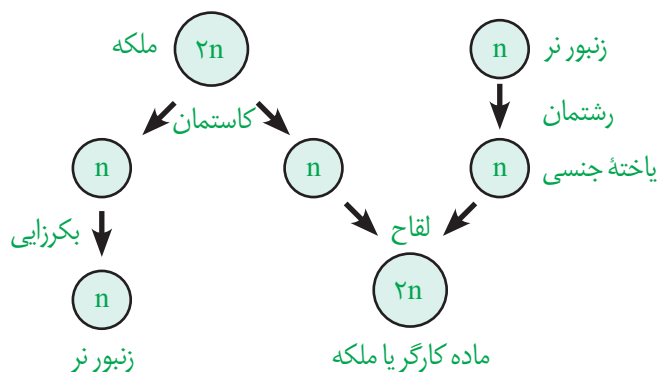 ملکه
۲n
n
زنبور نر
کاستمان
رشتمان
n
n
n
یاختهٔ جنسی
بکرزایی
لقاح
n
۲n
زنبور نر
ماده کارگر یا ملکه